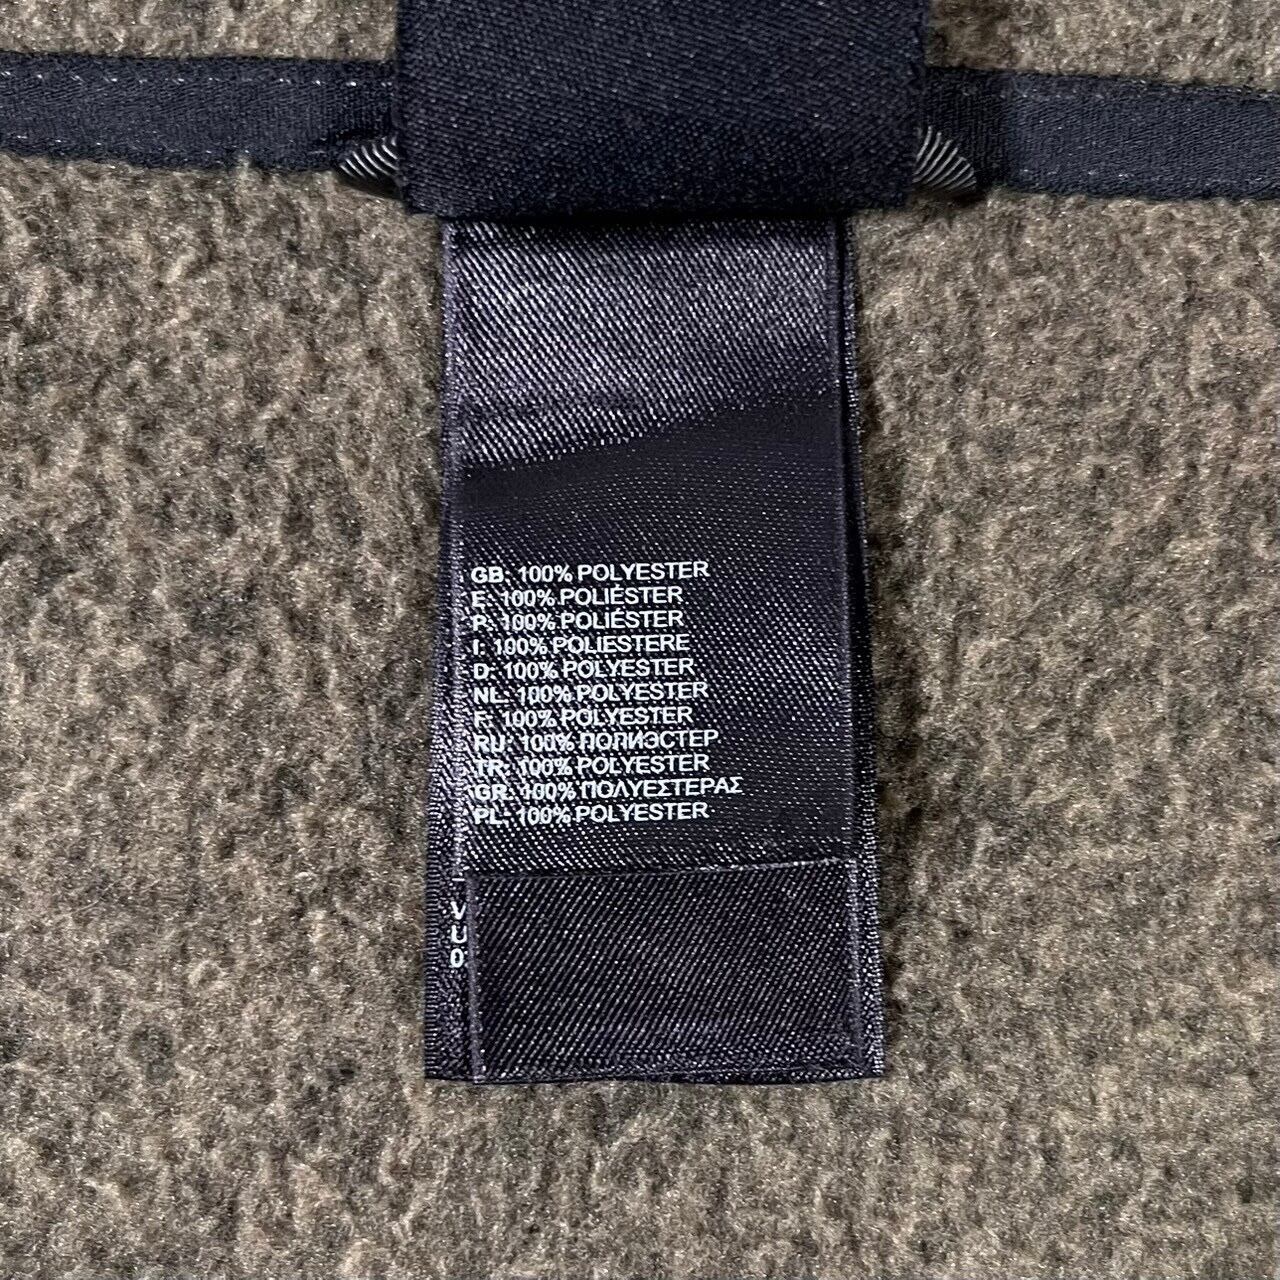 GB: 100% POLYESTER
E: 100% POLIÉSTER
P: 100% POLIÉSTER
I: 100% POLIESTERE
D: 100% POLYESTER
NL: 100% POLYESTER
F: 100% POLYESTER
RU: 100% ПОЛИЭСТЕР
TR: 100% POLYESTER
GR: 100% ΠΟΛΥΕΣΤΕΡΑΣ
PL: 100% POLYESTER
V
U
0